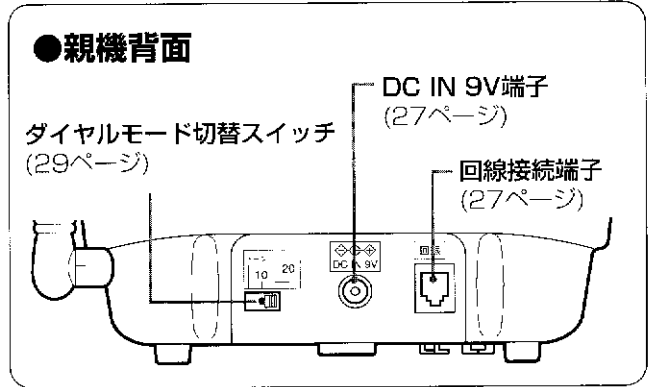 ●親機背面
DC IN 9V端子
(27ページ)
ダイヤルモード切替スイッチ
(29ページ)
回線接続端子
(27ページ)
10 20
DC IN 9V
回線